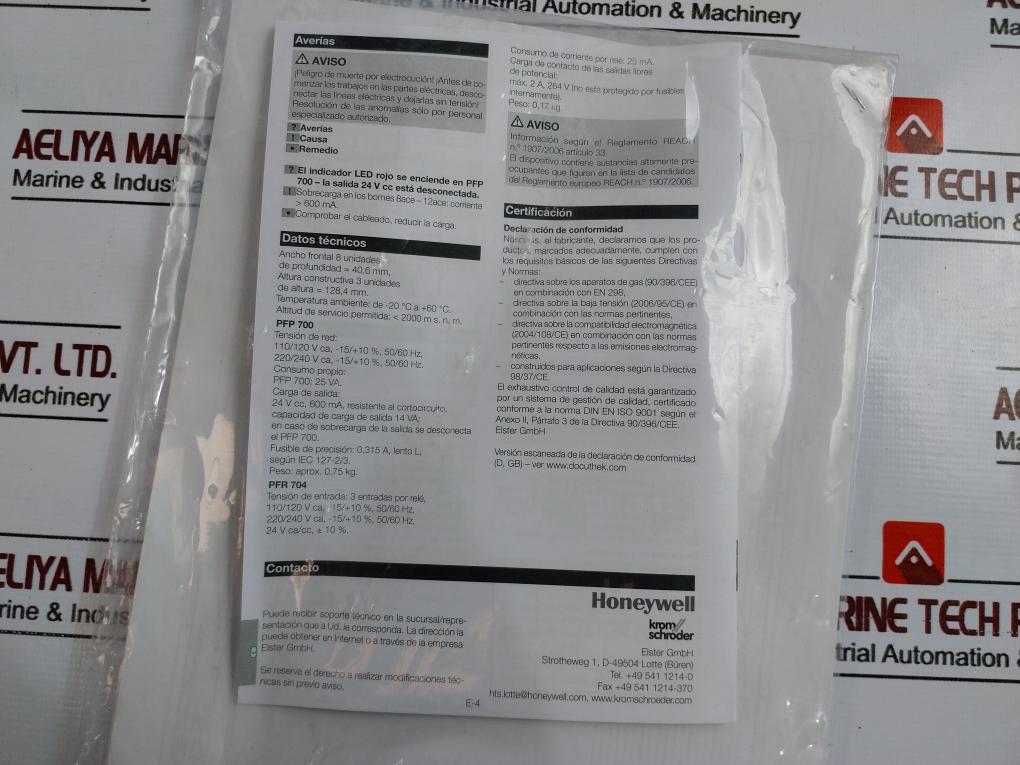 Marine & Industrial Automation & Machinery
AELIYA MAR
Marine & Industria
VT. LTD.
Machinery
ELIYA M
rine & Indus
A
Ma
NE TECH P
Automation &
A
Ma
RINE TECH P
trial Automation &
Averías
AVISO
¡Peligro de muerte por electrocución! ¡Antes de co-
menzar los trabajos en las partes eléctricas, desco-
nectar las líneas eléctricas y dejarlas sin tensión!
Resolución de las anomalías sólo por personal
especializado autorizado.
? Averías
! Causa
• Remedio
? El indicador LED rojo se enciende en PFP
700 – la salida 24 V cc está desconectada.
! Sobrecarga en los bornes 8ace – 12ace: corriente
> 600 mA.
• Comprobar el cableado, reducir la carga.
Datos técnicos
Ancho frontal 8 unidades
de profundidad = 40,6 mm,
Altura constructiva 3 unidades
de altura = 128,4 mm.
Temperatura ambiente: de -20 °C a +60 °C.
Altitud de servicio permitida: < 2000 m s. n. m.
PFP 700
Tensión de red:
110/120 V ca, -15/+10 %, 50/60 Hz,
220/240 V ca, -15/+10 %, 50/60 Hz.
Consumo propio:
PFP 700: 25 VA.
Carga de salida:
24 V cc, 600 mA, resistente al cortocircuito,
capacidad de carga de salida 14 VA;
en caso de sobrecarga de la salida se desconecta
el PFP 700.
Fusible de precisión: 0,315 A, lento L,
según IEC 127-2/3.
Peso: aprox. 0,75 kg.
PFR 704
Tensión de entrada: 3 entradas por relé,
110/120 V ca, -15/+10 %, 50/60 Hz,
220/240 V ca, -15/+10 %, 50/60 Hz,
24 V ca/cc, ± 10 %.
Consumo de corriente por relé: 25 mA.
Carga de contacto de las salidas libres
de potencial:
máx. 2 A, 264 V (no está protegido por fusibles
internamente).
Peso: 0,17 kg.
AVISO
Información según el Reglamento REACH
n.º 1907/2006 artículo 33.
El dispositivo contiene sustancias altamente pre-
ocupantes que figuran en la lista de candidatos
del Reglamento europeo REACH n.º 1907/2006.
Certificación
Declaración de conformidad
Nosotros, el fabricante, declaramos que los pro-
ductos, marcados adecuadamente, cumplen con
los requisitos básicos de las siguientes Directivas
y Normas:
– directiva sobre los aparatos de gas (90/396/CEE)
en combinación con EN 298,
– directiva sobre la baja tensión (2006/95/CE) en
combinación con las normas pertinentes,
– directiva sobre la compatibilidad electromagnética
(2004/108/CE) en combinación con las normas
pertinentes respecto a las emisiones electromag-
néticas.
– construidos para aplicaciones según la Directiva
98/37/CE.
El exhaustivo control de calidad está garantizado
por un sistema de gestión de calidad, certificado
conforme a la norma DIN EN ISO 9001 según el
Anexo II, Párrafo 3 de la Directiva 90/396/CEE.
Elster GmbH
Versión escaneada de la declaración de conformidad
(D, GB) – ver www.docuthek.com
Contacto
Puede recibir soporte técnico en la sucursal/repre-
sentación que a Ud. le corresponda. La dirección la
puede obtener en Internet o a través de la empresa
Elster GmbH.
Se reserva el derecho a realizar modificaciones téc-
nicas sin previo aviso.
Honeywell
krom//
schröder
Elster GmbH
Strotheweg 1, D-49504 Lotte (Büren)
Tel. +49 541 1214-0
Fax +49 541 1214-370
hts.lotte@honeywell.com, www.kromschroeder.com
E-4